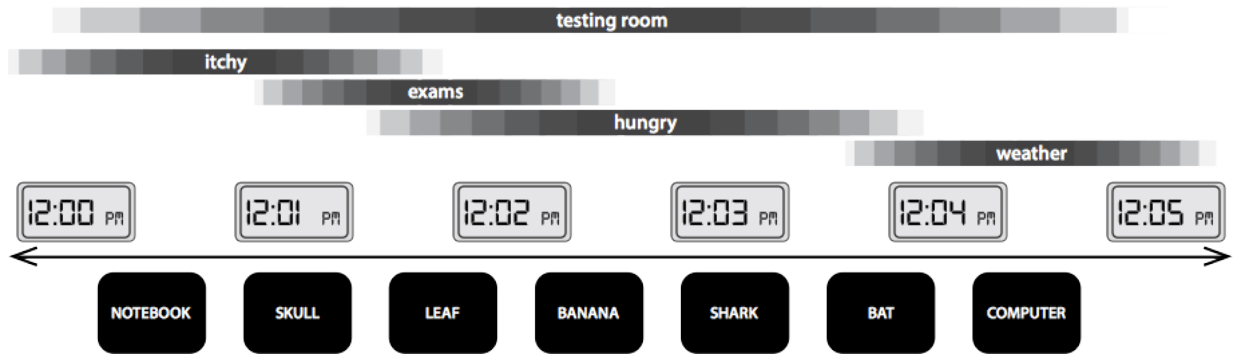 testing room
itchy
exams
hungry
weather
12:00 PM 12:01 PM 12:02 PM 12:03 PM 12:04 PM 12:05 PM
NOTEBOOK SKULL LEAF BANANA SHARK BAT COMPUTER